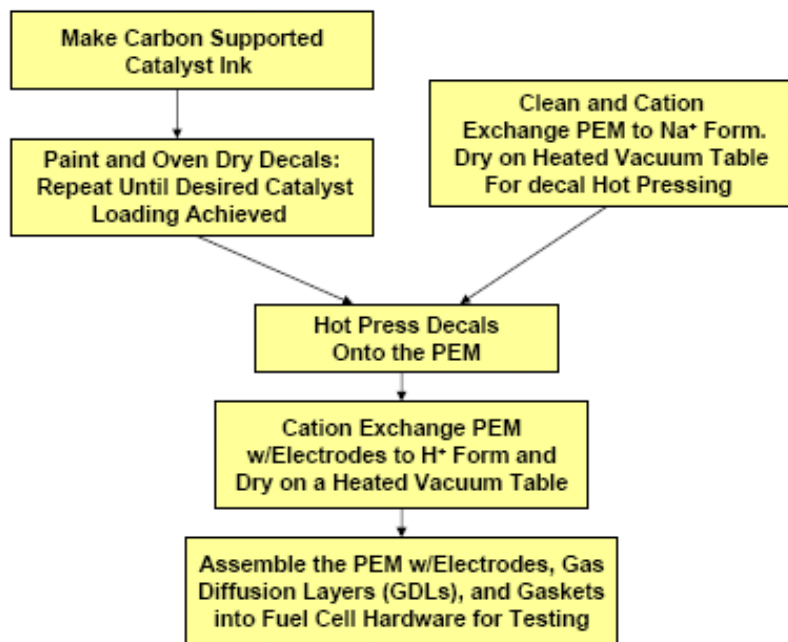 Make Carbon Supported
Catalyst Ink
Clean and Cation
Exchange PEM to Na⁺ Form.
Dry on Heated Vacuum Table
For decal Hot Pressing
Paint and Oven Dry Decals:
Repeat Until Desired Catalyst
Loading Achieved
Hot Press Decals
Onto the PEM
Cation Exchange PEM
w/Electrodes to H⁺ Form and
Dry on a Heated Vacuum Table
Assemble the PEM w/Electrodes, Gas
Diffusion Layers (GDLs), and Gaskets
into Fuel Cell Hardware for Testing